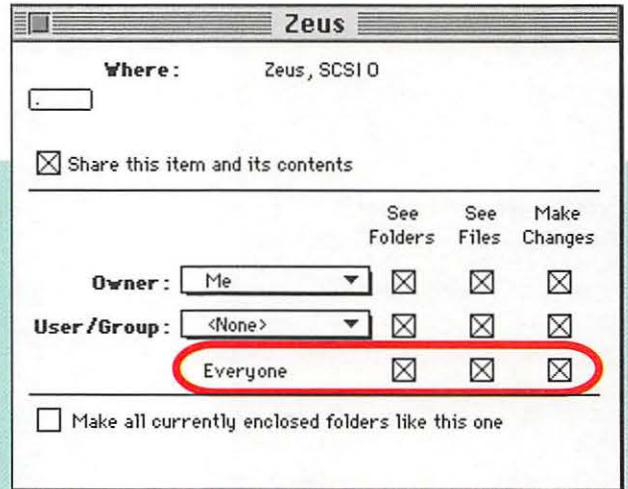 Zeus
Where: Zeus, SCSI 0
Share this item and its contents
See Folders See Files Make Changes
Owner: Me
User/Group: <None>
Everyone
Make all currently enclosed folders like this one